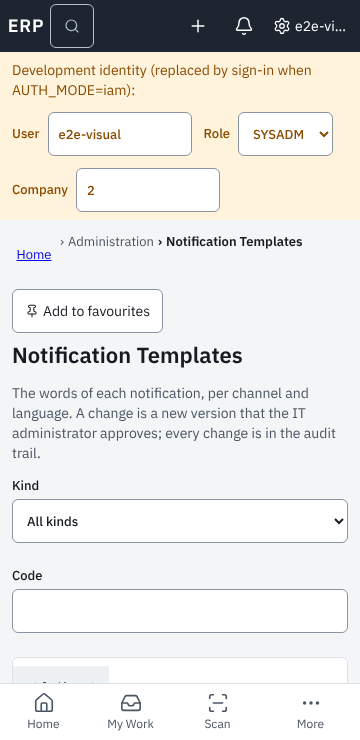 ERP
e2e-vi...
Development identity (replaced by sign-in when
AUTH_MODE=iam):
User e2e-visual Role SYSADM
Company 2
Home › Administration › Notification Templates
Add to favourites
Notification Templates
The words of each notification, per channel and
language. A change is a new version that the IT
administrator approves; every change is in the audit
trail.
Kind
All kinds
Code
Home My Work Scan More